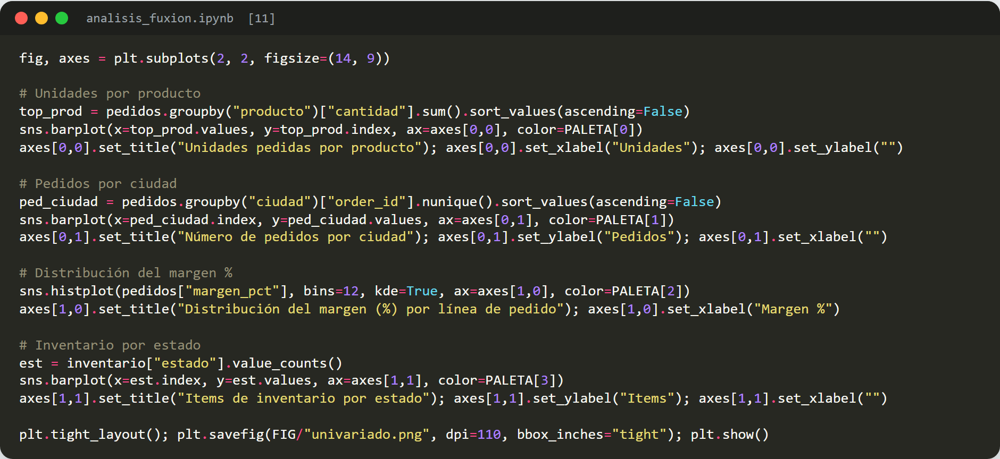 analisis_fuxion.ipynb  [11]
fig, axes = plt.subplots(2, 2, figsize=(14, 9))
# Unidades por producto
top_prod = pedidos.groupby("producto")["cantidad"].sum().sort_values(ascending=False)
sns.barplot(x=top_prod.values, y=top_prod.index, ax=axes[0,0], color=PALETA[0])
axes[0,0].set_title("Unidades pedidas por producto"); axes[0,0].set_xlabel("Unidades"); axes[0,0].set_ylabel("")
# Pedidos por ciudad
ped_ciudad = pedidos.groupby("ciudad")["order_id"].nunique().sort_values(ascending=False)
sns.barplot(x=ped_ciudad.index, y=ped_ciudad.values, ax=axes[0,1], color=PALETA[1])
axes[0,1].set_title("Número de pedidos por ciudad"); axes[0,1].set_ylabel("Pedidos"); axes[0,1].set_xlabel("")
# Distribución del margen %
sns.histplot(pedidos["margen_pct"], bins=12, kde=True, ax=axes[1,0], color=PALETA[2])
axes[1,0].set_title("Distribución del margen (%) por línea de pedido"); axes[1,0].set_xlabel("Margen %")
# Inventario por estado
est = inventario["estado"].value_counts()
sns.barplot(x=est.index, y=est.values, ax=axes[1,1], color=PALETA[3])
axes[1,1].set_title("Items de inventario por estado"); axes[1,1].set_ylabel("Items"); axes[1,1].set_xlabel("")
plt.tight_layout(); plt.savefig(FIG/"univariado.png", dpi=110, bbox_inches="tight"); plt.show()